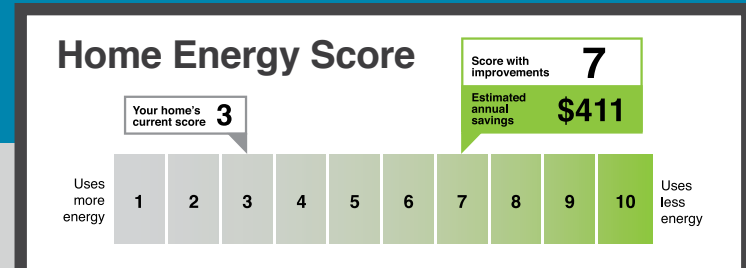 Home Energy Score
Score with
improvements 7
Estimated
annual
savings $411
Your home's
current score 3
Uses
more
energy
1 2 3 4 5 6 7 8 9 10
Uses
less
energy